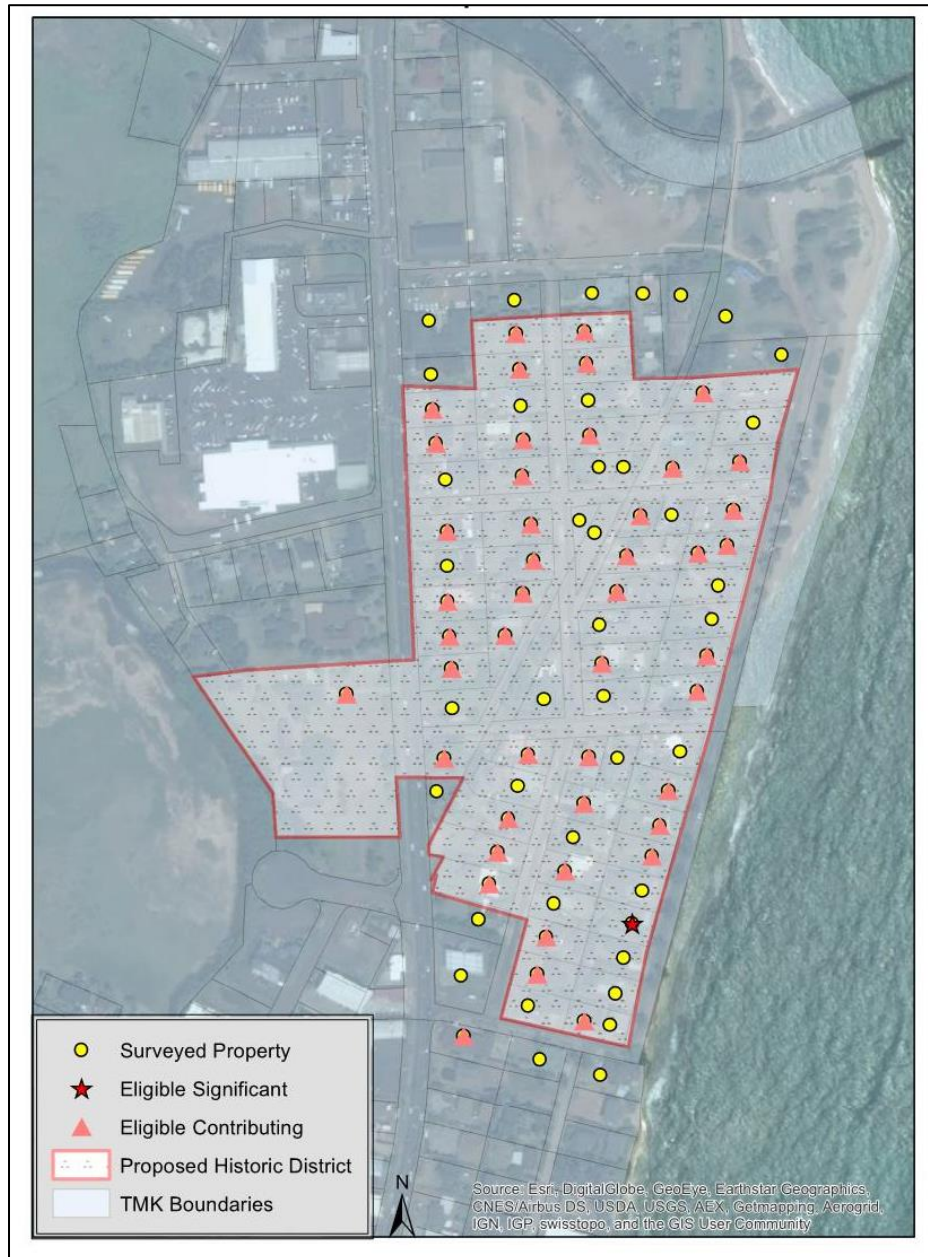 Surveyed Property
Eligible Significant
Eligible Contributing
Proposed Historic District
TMK Boundaries
N
Source: Esri, DigitalGlobe, GeoEye, Earthstar Geographics,
CNES/Airbus DS, USDA, USGS, AEX, Getmapping, Aerogrid,
IGN, IGP, swisstopo, and the GIS User Community